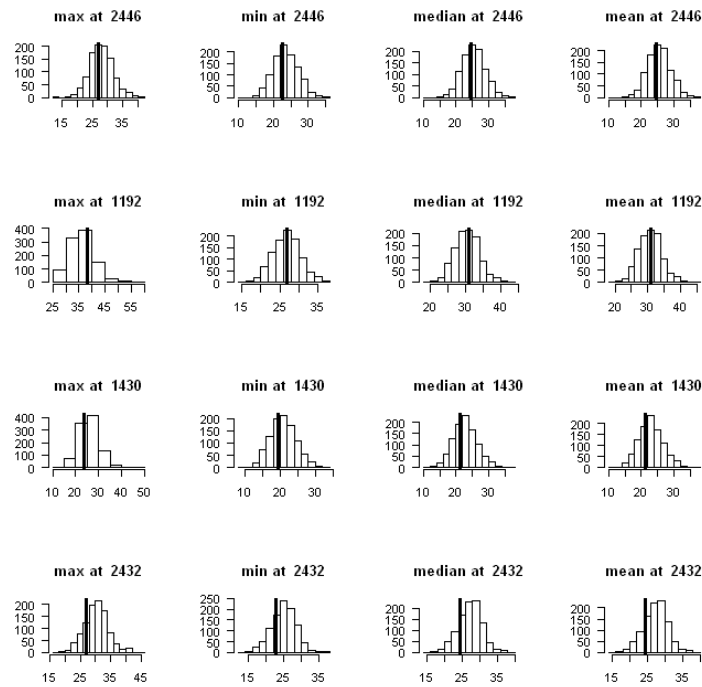 max at 2446 min at 2446 median at 2446 mean at 2446
200 200 200 200
150 150 150 150
100 100 100 100
50 50 50 50
0 0 0 0
15 25 35 10 20 30 10 20 30 10 20 30
max at 1192 min at 1192 median at 1192 mean at 1192
400 200 200 200
300 150 150 150
200 100 100 100
100 50 50 50
0 0 0 0
25 35 45 55 15 25 35 20 30 40 20 30 40
max at 1430 min at 1430 median at 1430 mean at 1430
400 200 200 200
300 150 150 150
200 100 100 100
100 50 50 50
0 0 0 0
10 20 30 40 50 10 20 30 10 20 30 10 20 30
max at 2432 min at 2432 median at 2432 mean at 2432
200 250 200 200
150 200 150 150
100 150 100 100
50 100 50 50
0 50 0 0
0
15 25 35 45 15 25 35 15 25 35 15 25 35